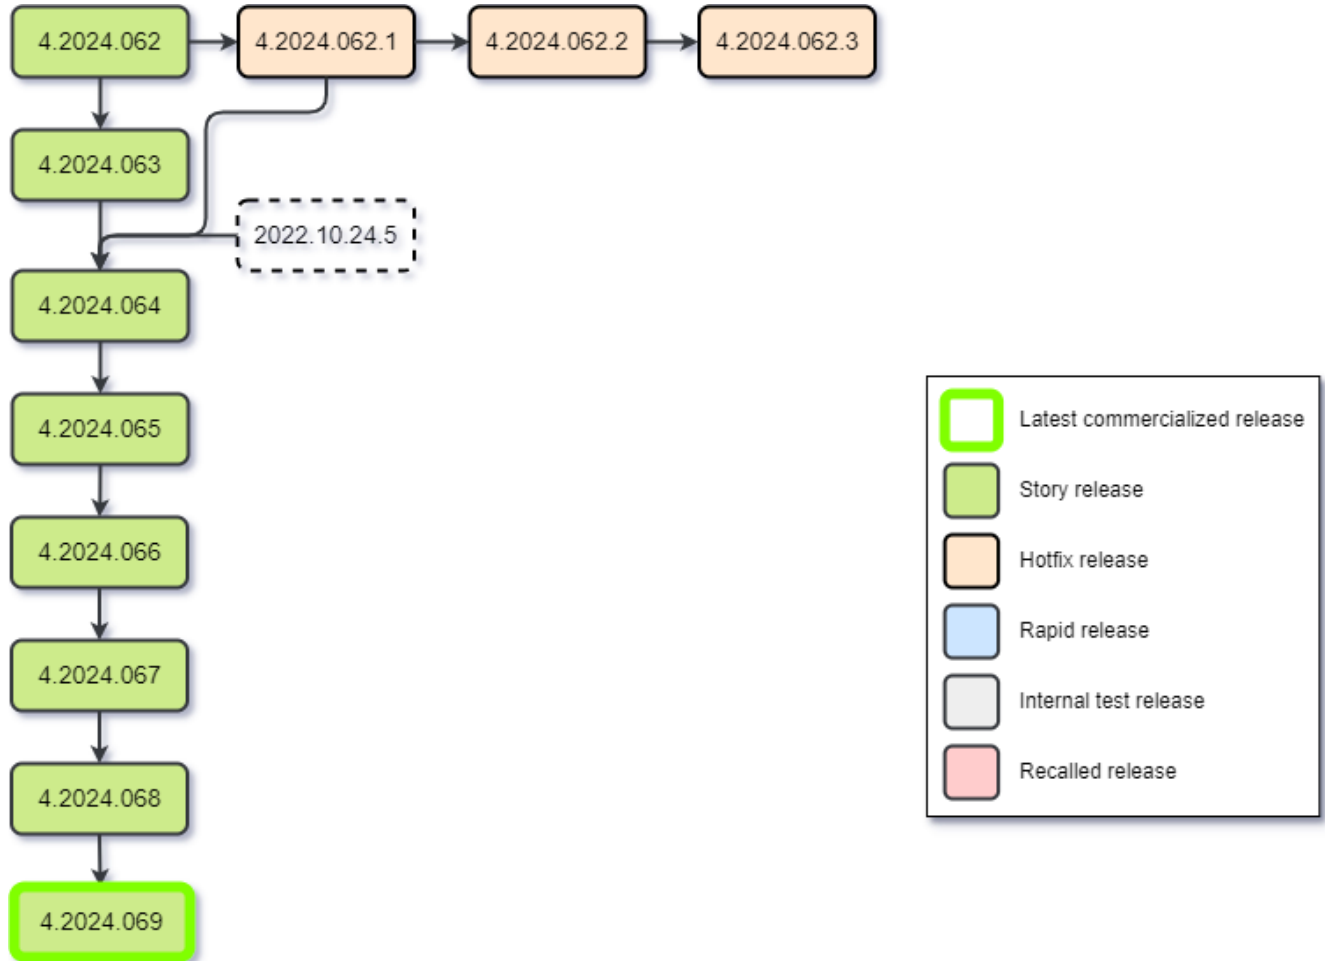 4.2024.062
4.2024.062.1
4.2024.062.2
4.2024.062.3
4.2024.063
2022.10.24.5
4.2024.064
4.2024.065
4.2024.066
4.2024.067
4.2024.068
4.2024.069
Latest commercialized release
Story release
Hotfix release
Rapid release
Internal test release
Recalled release